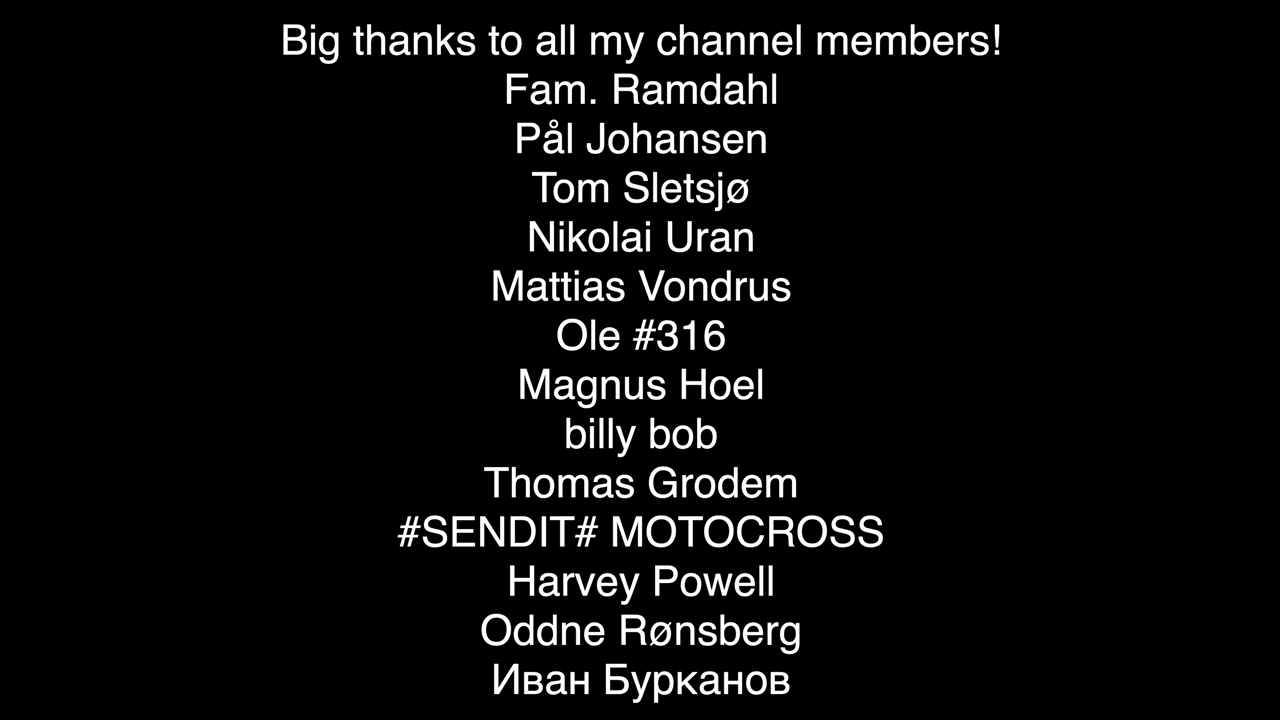 Big thanks to all my channel members!
Fam. Ramdahl
Pål Johansen
Tom Sletsjø
Nikolai Uran
Mattias Vondrus
Ole #316
Magnus Hoel
billy bob
Thomas Grodem
#SENDIT# MOTOCROSS
Harvey Powell
Oddne Rønsberg
Иван Бурканов